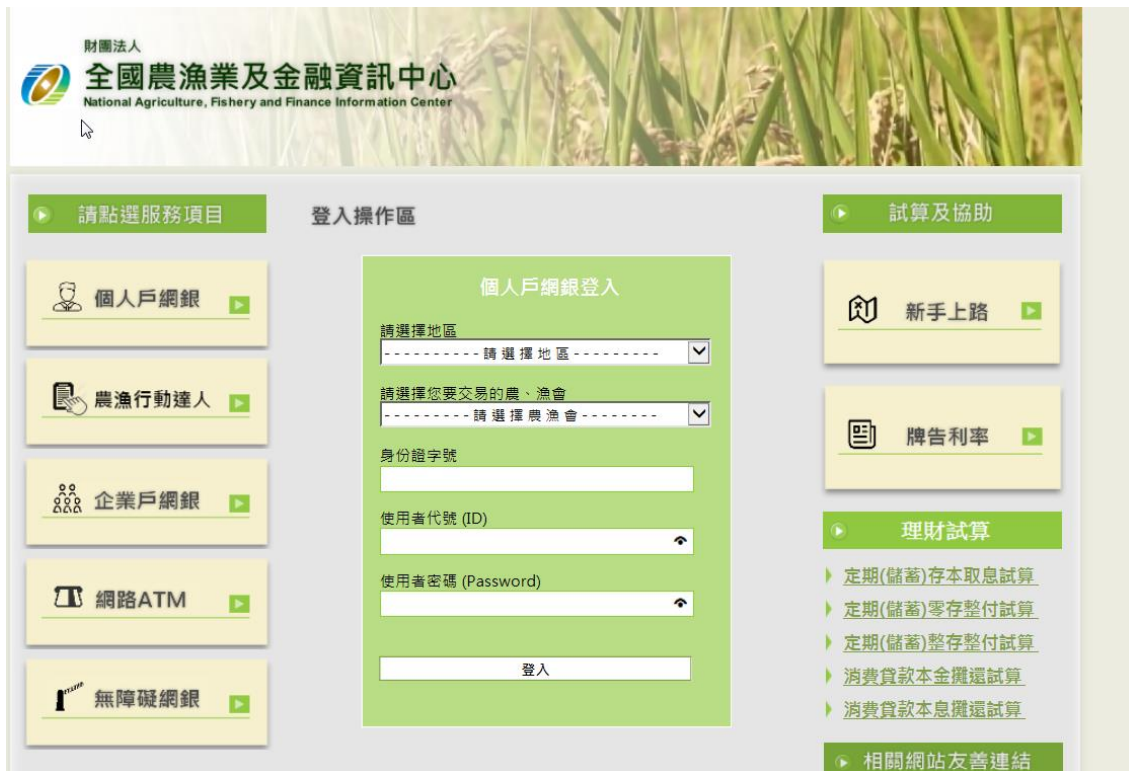 財團法人
全國農漁業及金融資訊中心
National Agriculture, Fishery and Finance Information Center
請點選服務項目
個人戶網銀
農漁行動達人
企業戶網銀
網路ATM
無障礙網銀
登入操作區
個人戶網銀登入
請選擇地區
----------請選擇地區---------
請選擇您要交易的農、漁會
---------請選擇農漁會--------
身份證字號
使用者代號 (ID)
使用者密碼 (Password)
登入
試算及協助
新手上路
牌告利率
理財試算
定期(儲蓄)存本取息試算
定期(儲蓄)零存整付試算
定期(儲蓄)整存整付試算
消費貸款本金攤還試算
消費貸款本息攤還試算
相關網站友善連結